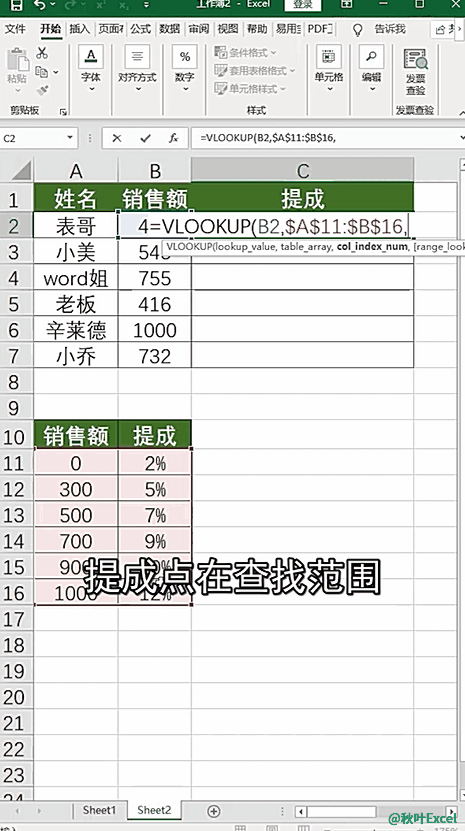 工作簿2 - Excel
登录
文件 开始 插入 页面布 公式 数据 审阅 视图 帮助 易用 PDF 告诉我
粘贴
字体
对齐方式
数字
条件格式
套用表格格式
单元格样式
单元格
编辑
发票
查验
剪贴板
样式
发票查验
C2
=VLOOKUP(B2,$A$11:$B$16,
A B C
1 姓名 销售额 提成
2 表哥 4=VLOOKUP(B2,$A$11:$B$16,
VLOOKUP(lookup_value, table_array, col_index_num, [range_look
3 小美
4 word姐 755
5 老板 416
6 辛莱德 1000
7 小乔 732
8
9
10 销售额 提成
11 0 2%
12 300 5%
13 500 7%
14 700 9%
15
提成点在查找范围
16 1000 12%
17
18
19
20
21
22
23
24
Sheet1 Sheet2
@秋叶Excel